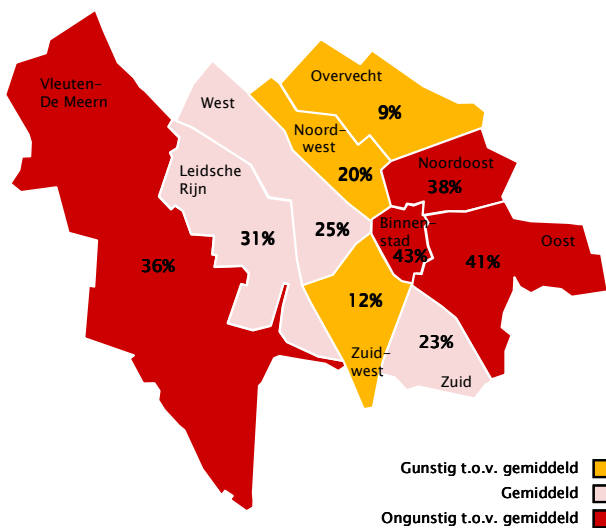 Overvecht
Vleuten-
De Meern
West
9%
Noord-
west
Noordoost
Leidsche
Rijn
20%
38%
Binnen
stad
25%
31%
Oost
43%
41%
36%
12%
23%
Zuid-
west
Zuid
Gunstig t.o.v. gemiddeld
Gemiddeld
Ongunstig t.o.v. gemiddeld